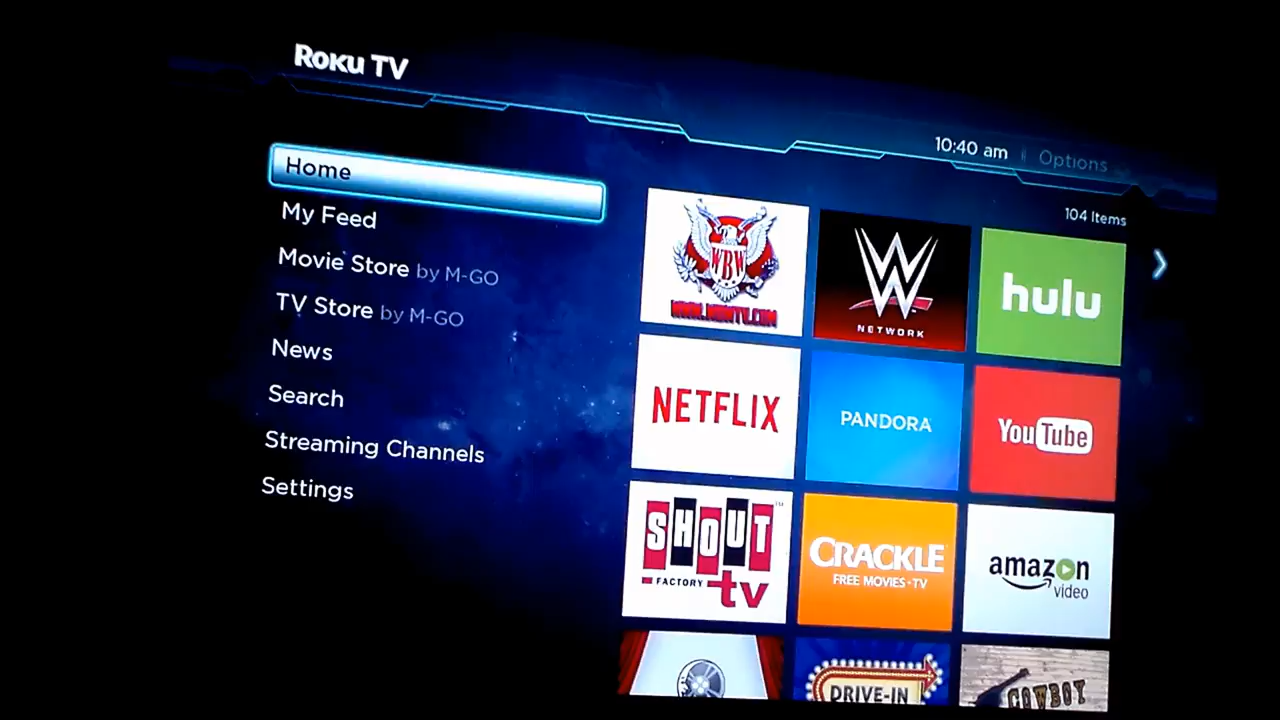 Roku TV
10:40 am | Options
104 Items
Home
My Feed
Movie Store by M-GO
TV Store by M-GO
News
Search
Streaming Channels
Settings
WBW
WWE NETWORK
hulu
NETFLIX
PANDORA
YouTube
SHOUT
FACTORY
tv
CRACKLE
FREE MOVIES•TV
amazon
video
DRIVE-IN
COWBOY